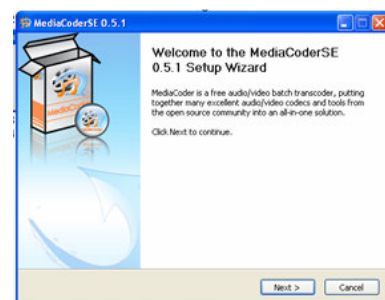 MediaCoderSE 0.5.1
Welcome to the MediaCoderSE
0.5.1 Setup Wizard
MediaCoder is a free audio/video batch transcoder, putting
together many excellent audio/video codecs and tools from
the open source community into an all-in-one solution.
Click Next to continue.
Next >
Cancel